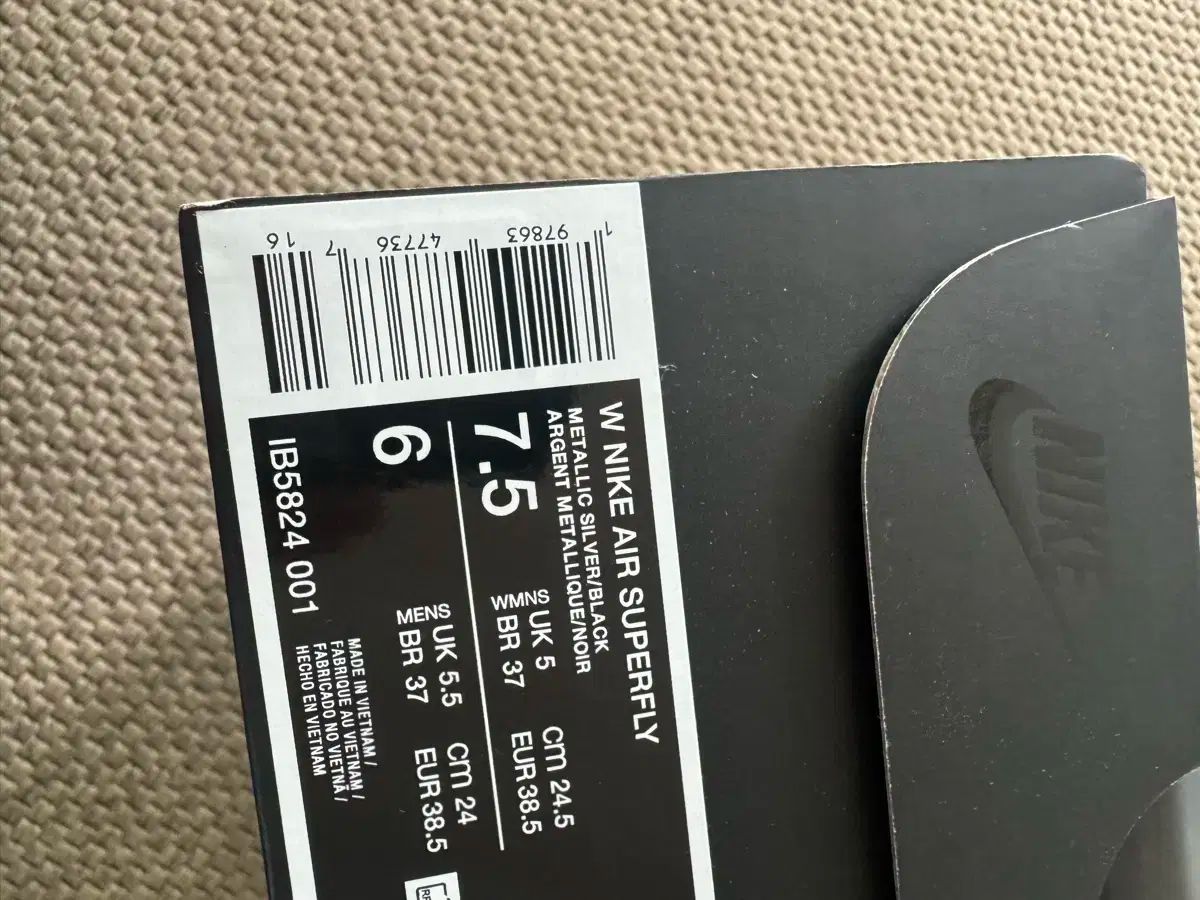 1 97863 47736 7 16
W NIKE AIR SUPERFLY
METALLIC SILVER/BLACK
ARGENT METALLIQUE/NOIR
7.5 WMNS UK 5 cm 24.5
BR 37 EUR 38.5
6 MENS UK 5.5 cm 24
BR 37 EUR 38.5
IB5824 001
MADE IN VIETNAM /
FABRIQUE AU VIETNAM /
FABRICADO NO VIETNÃ /
HECHO EN VIETNAM
NIKE